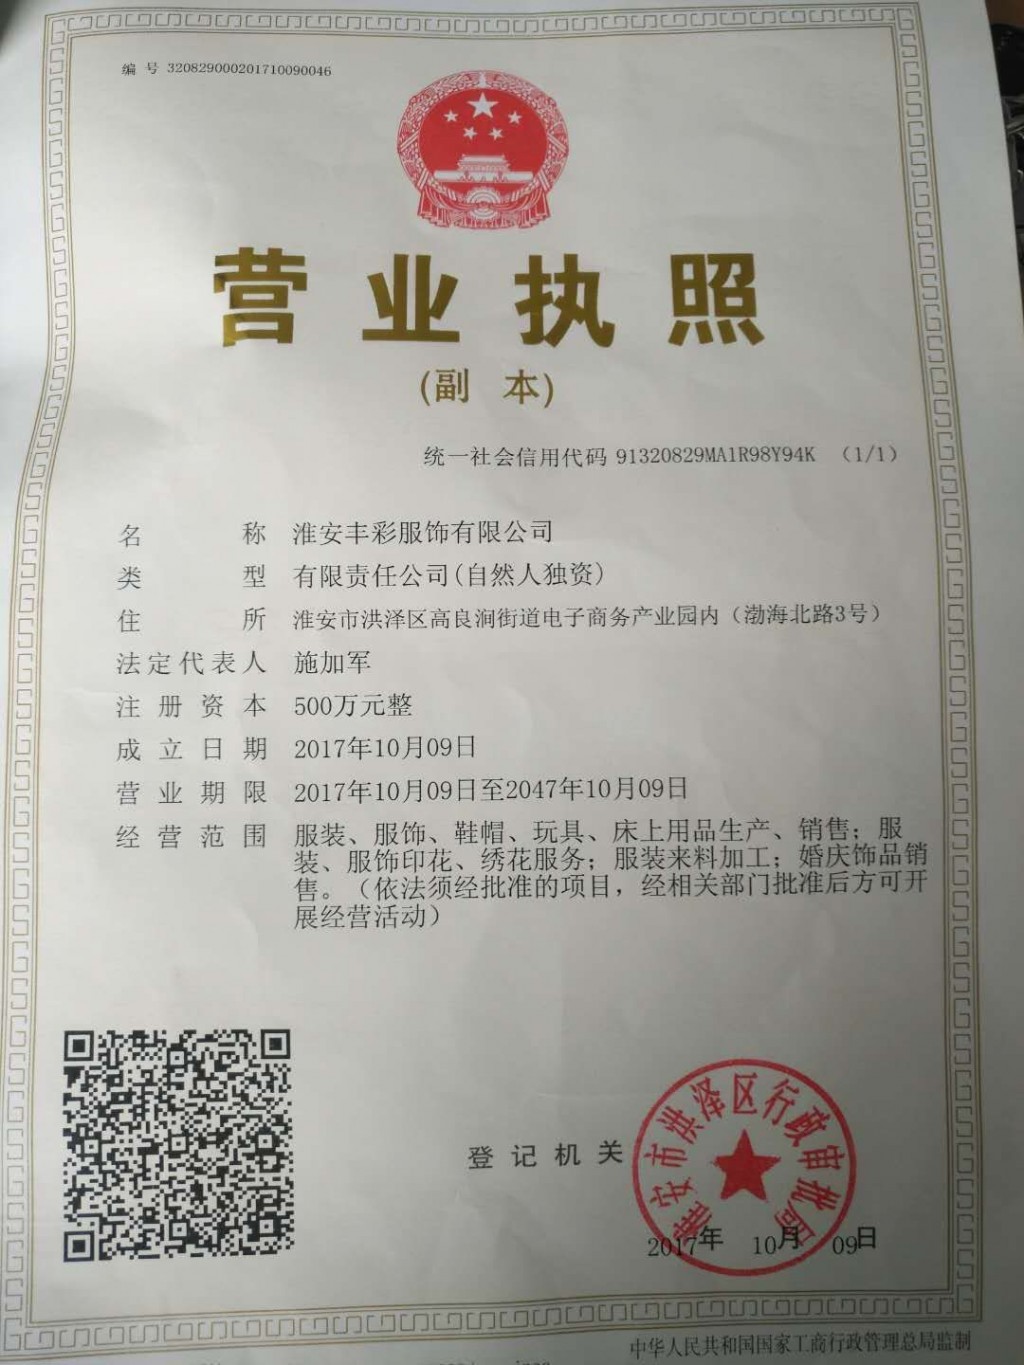 编 号 320829000201710090046
营业执照
(副 本)
统一社会信用代码 91320829MA1R98Y94K （1/1）
名称 淮安丰彩服饰有限公司
类型 有限责任公司(自然人独资)
住所 淮安市洪泽区高良涧街道电子商务产业园内（渤海北路3号）
法定代表人 施加军
注册资本 500万元整
成立日期 2017年10月09日
营业期限 2017年10月09日至2047年10月09日
经营范围 服装、服饰、鞋帽、玩具、床上用品生产、销售；服
装、服饰印花、绣花服务；服装来料加工；婚庆饰品销
售。（依法须经批准的项目，经相关部门批准后方可开
展经营活动）
淮安市洪泽区行政审批局
登记机关
2017年 10月 09日
中华人民共和国国家工商行政管理总局监制